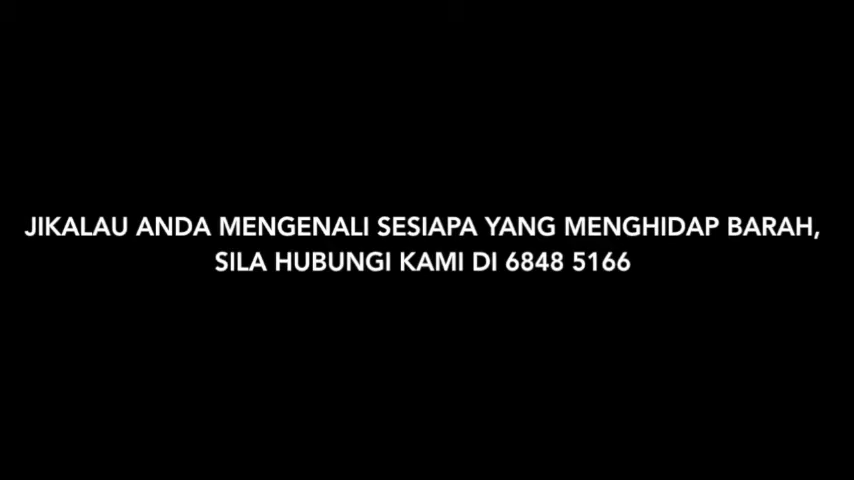 JIKALAU ANDA MENGENALI SESIAPA YANG MENGHIDAP BARAH,
SILA HUBUNGI KAMI DI 6848 5166